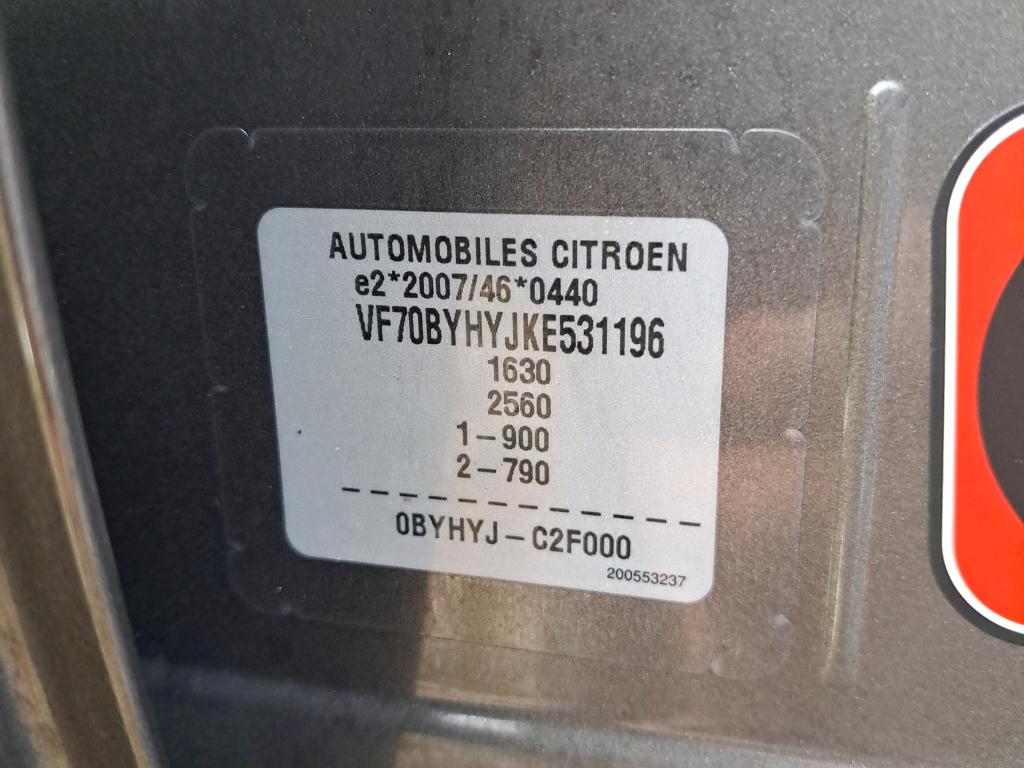 AUTOMOBILES CITROEN
e2*2007/46*0440
VF70BYHYJKE531196
1630
2560
1-900
2-790
0BYHYJ-C2F000
200553237